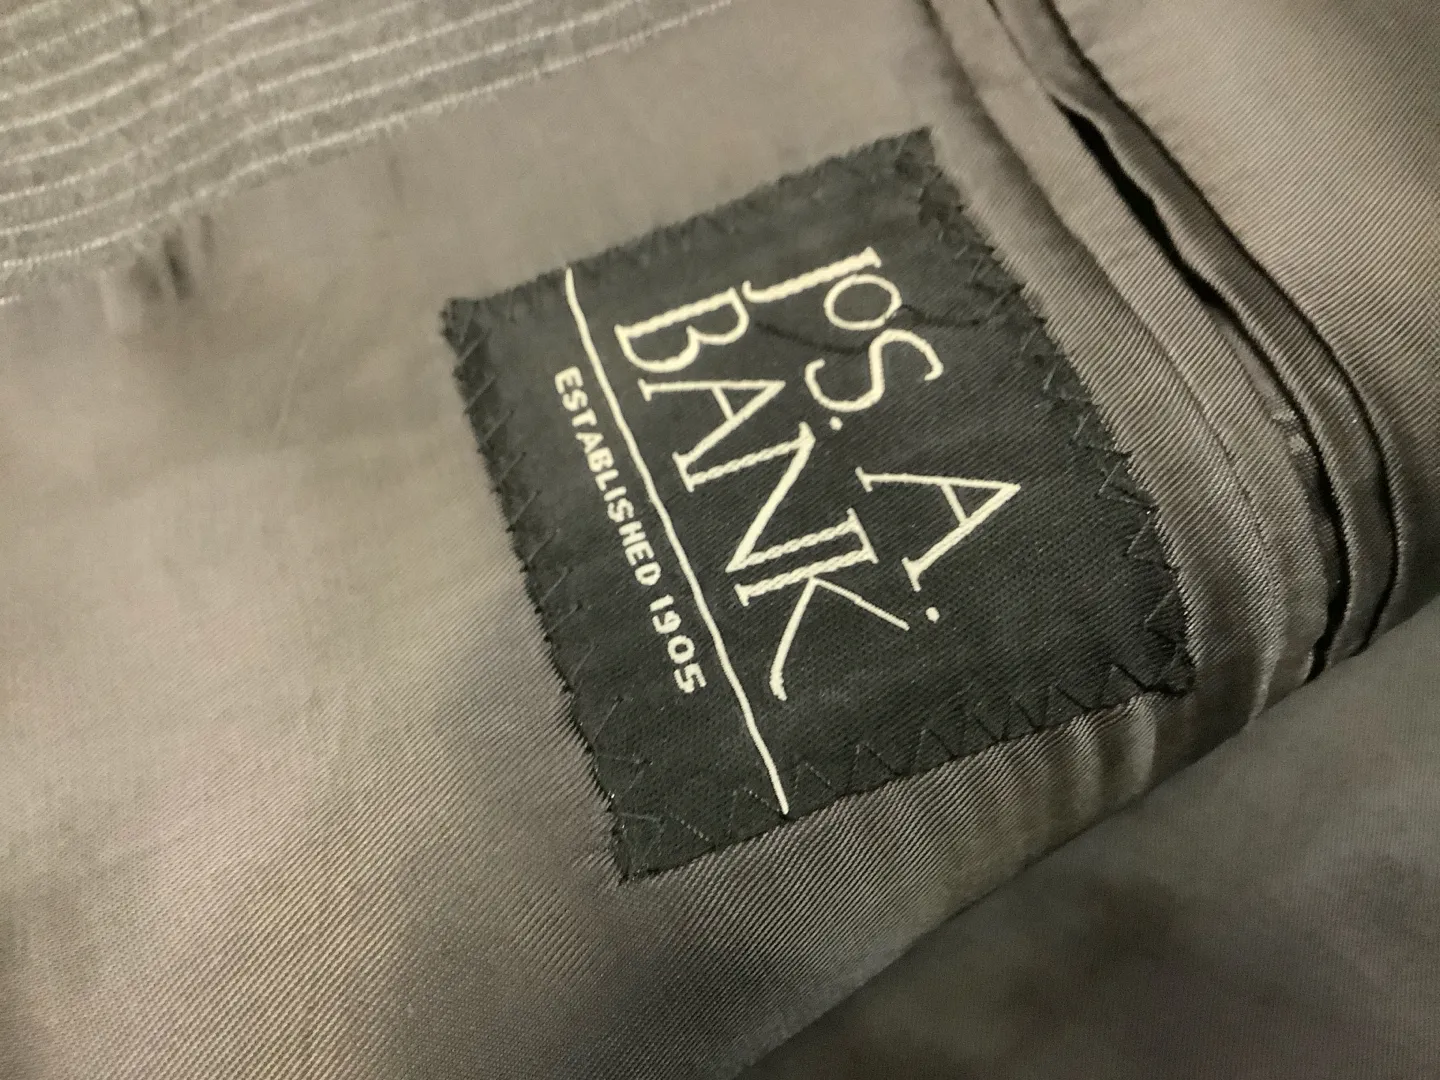 JOS. A.
BANK
ESTABLISHED 1905